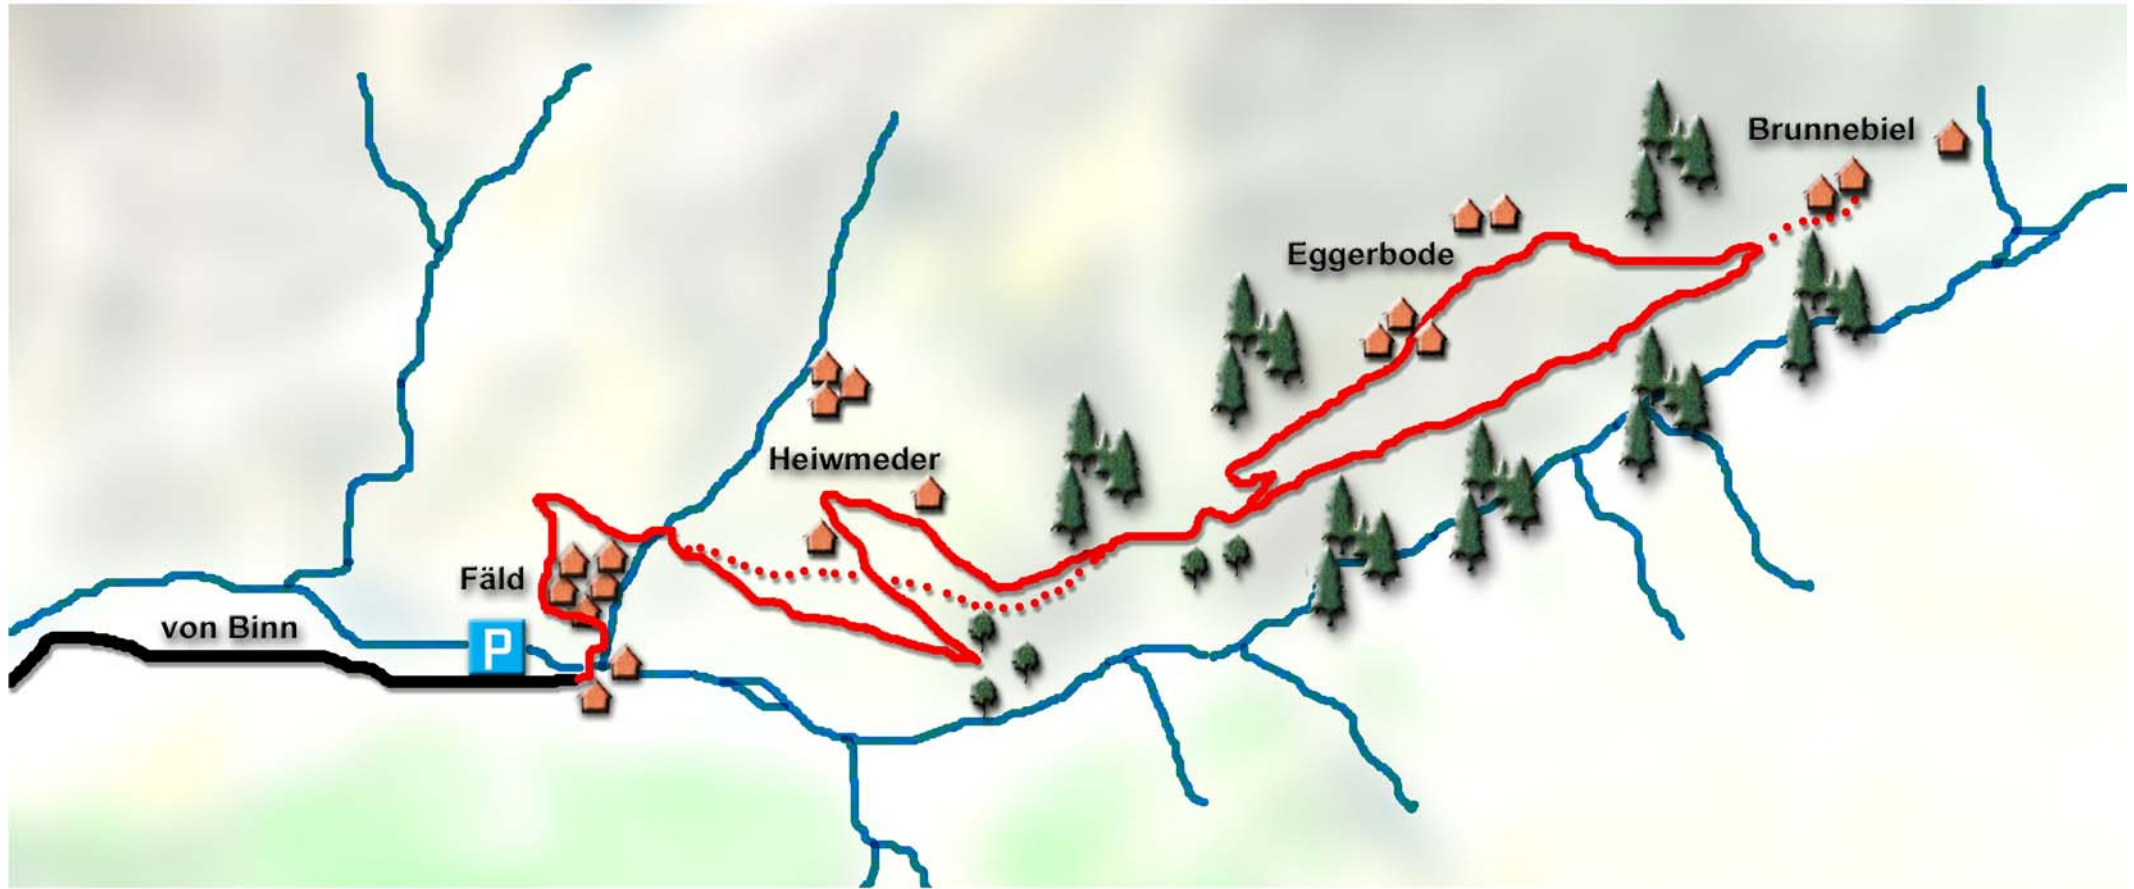 Brunnebiel
Eggerbode
Heiwmeder
Fäld
von Binn
P